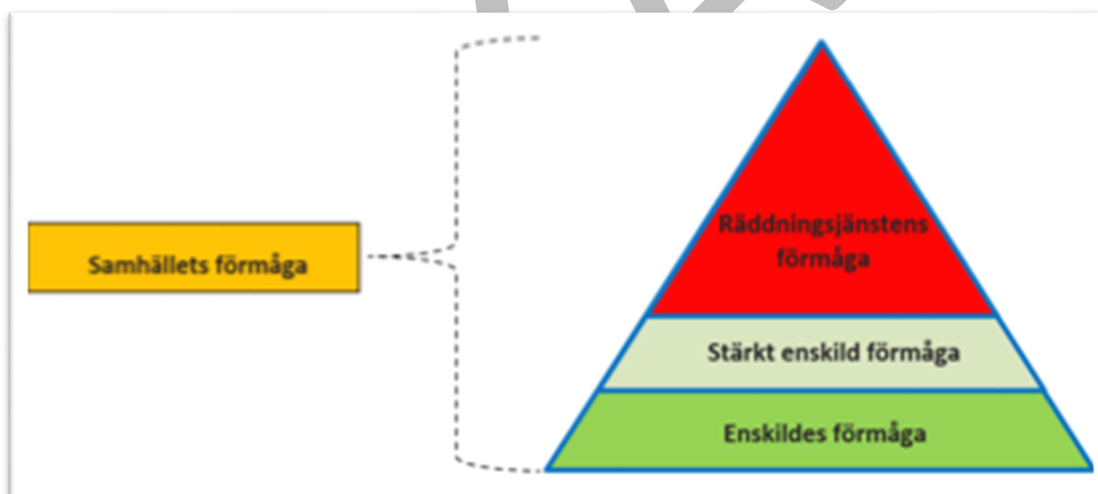 Samhällets förmåga
Räddningsjänstens
förmåga
Stärkt enskild förmåga
Enskildes förmåga